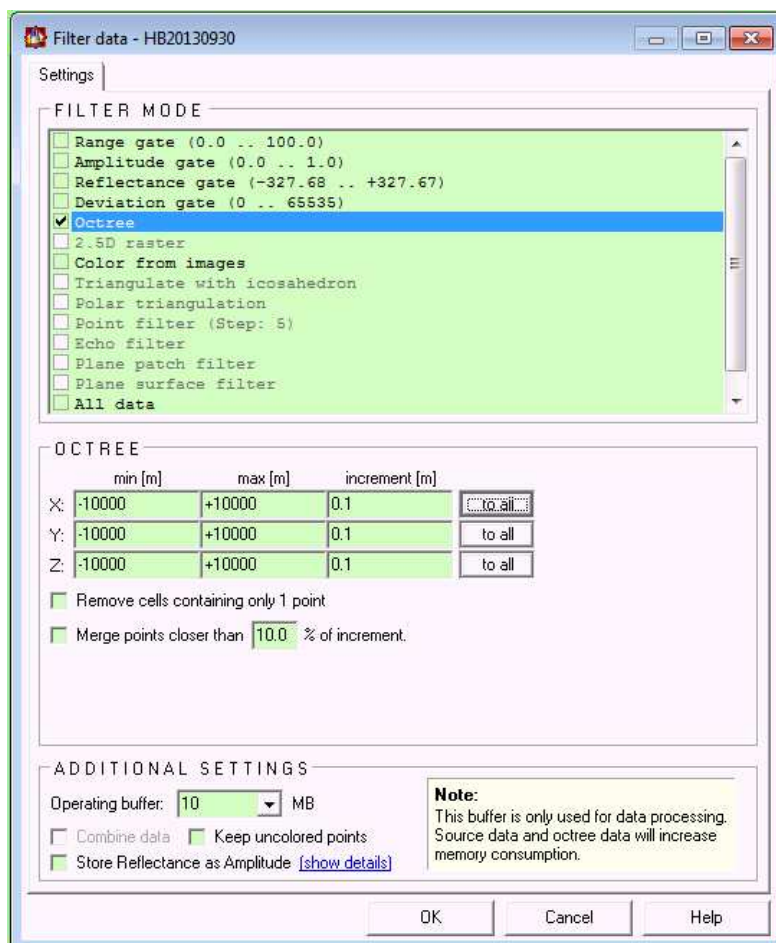 Filter data - HB20130930
Settings
FILTER MODE
Range gate (0.0 .. 100.0)
Amplitude gate (0.0 .. 1.0)
Reflectance gate (-327.68 .. +327.67)
Deviation gate (0 .. 65535)
Octree
2.5D raster
Color from images
Triangulate with icosahedron
Polar triangulation
Point filter (Step: 5)
Echo filter
Plane patch filter
Plane surface filter
All data
OCTREE
min [m] max [m] increment [m]
X: -10000 +10000 0.1 to all
Y: -10000 +10000 0.1 to all
Z: -10000 +10000 0.1 to all
Remove cells containing only 1 point
Merge points closer than 10.0 % of increment.
ADDITIONAL SETTINGS
Operating buffer: 10 MB
Combine data Keep uncolored points
Store Reflectance as Amplitude (show details)
Note:
This buffer is only used for data processing.
Source data and octree data will increase
memory consumption.
OK Cancel Help